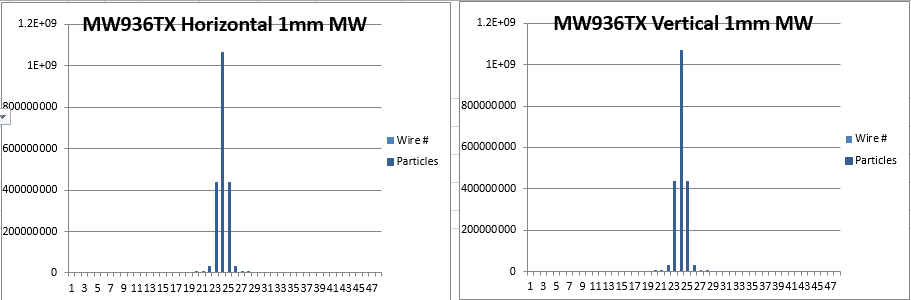 MW936TX Horizontal 1mm MW
1.2E+09
1E+09
800000000
600000000
400000000
200000000
0
1 3 5 7 9 11 13 15 17 19 21 23 25 27 29 31 33 35 37 39 41 43 45 47
Wire #
Particles
MW936TX Vertical 1mm MW
1.2E+09
1E+09
800000000
600000000
400000000
200000000
0
1 3 5 7 9 11 13 15 17 19 21 23 25 27 29 31 33 35 37 39 41 43 45 47
Wire #
Particles